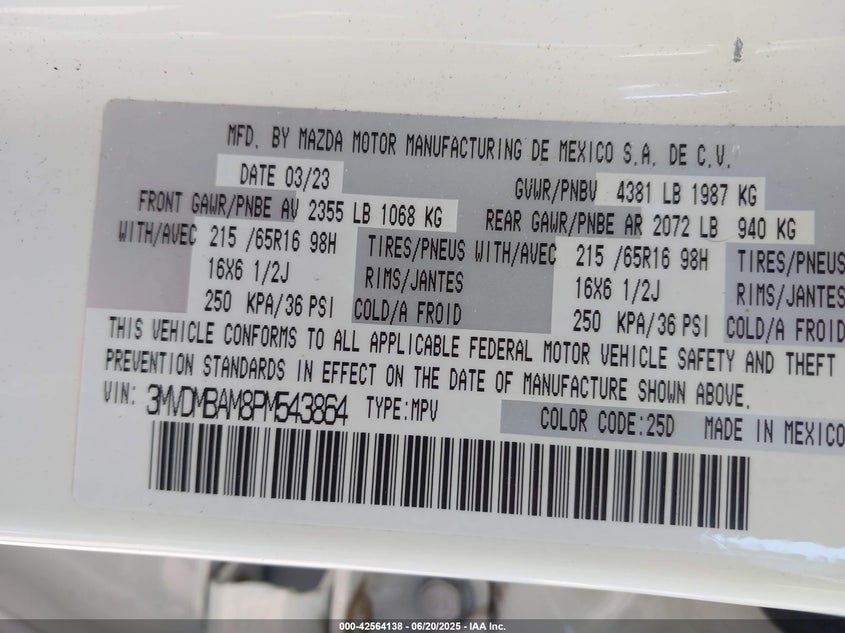 MFD. BY MAZDA MOTOR MANUFACTURING DE MEXICO S.A. DE C.V.
DATE 03/23 GVWR/PNBV 4381 LB 1987 KG
FRONT GAWR/PNBE AV 2355 LB 1068 KG REAR GAWR/PNBE AR 2072 LB 940 KG
WITH/AVEC 215 /65R16 98H TIRES/PNEUS WITH/AVEC 215 /65R16 98H TIRES/PNEUS
16X6 1/2J RIMS/JANTES 16X6 1/2J RIMS/JANTES
250 KPA/36 PSI COLD/A FROID 250 KPA/36 PSI COLD/A FROID
THIS VEHICLE CONFORMS TO ALL APPLICABLE FEDERAL MOTOR VEHICLE SAFETY AND THEFT
PREVENTION STANDARDS IN EFFECT ON THE DATE OF MANUFACTURE SHOWN ABOVE.
VIN: 3MVDMBAM8PM543864 TYPE:MPV COLOR CODE:25D MADE IN MEXICO
000-42564138 - 06/20/2025 - IAA Inc.